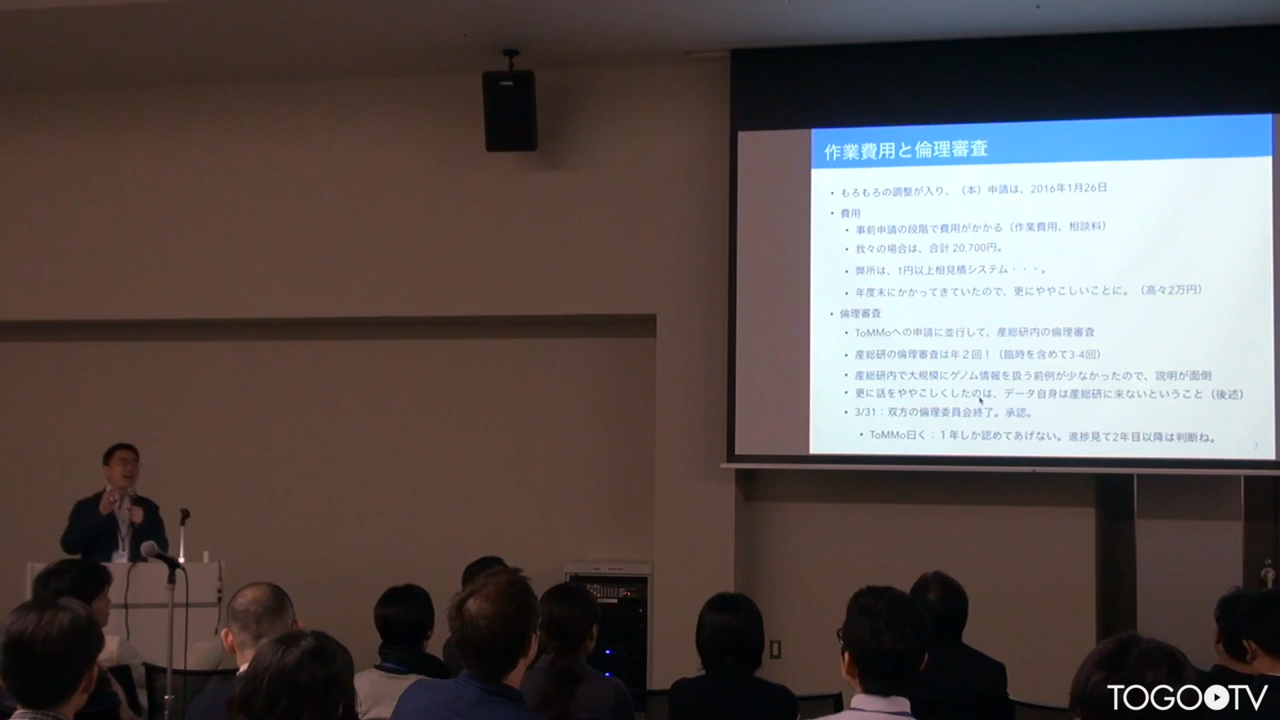 作業費用と倫理審査
• もろもろの調整が入り、（本）申請は、2016年1月26日
• 費用
• 事前申請の段階で費用がかかる（作業費用、相談料）
• 我々の場合は、合計 20,700円。
• 弊所は、1円以上相見積システム・・・。
• 年度末にかかってきていたので、更にややこしいことに。（高々2万円）
• 倫理審査
• ToMMoへの申請に並行して、産総研内の倫理審査
• 産総研の倫理審査は年２回！（臨時を含めて3-4回）
• 産総研内で大規模にゲノム情報を扱う前例が少なかったので、説明が面倒
• 更に話をややこしくしたのは、データ自身は産総研に来ないということ（後述）
• 3/31：双方の倫理委員会終了。承認。
• ToMMo曰く：１年しか認めてあげない。進捗見て2年目以降は判断ね。
7
TOGOTV